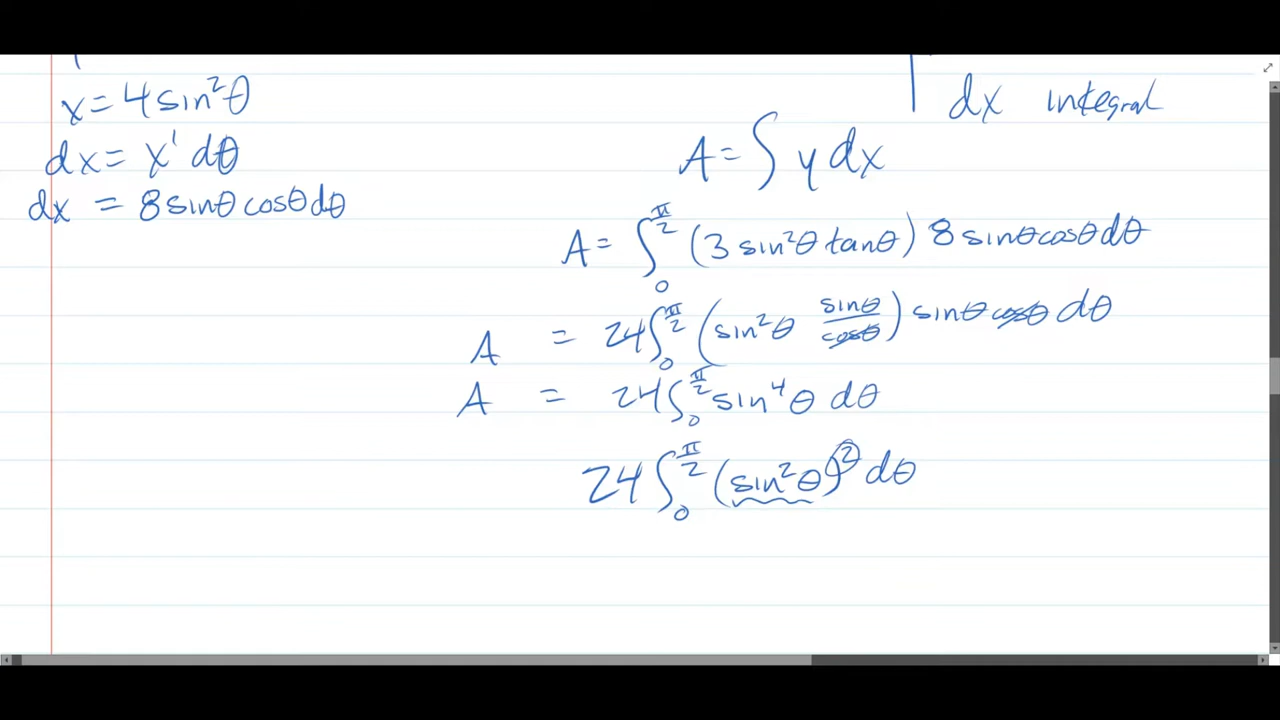 x = 4 sin²θ
dx = x' dθ
dx = 8 sinθ cosθ dθ
dx integral
A = ∫ y dx
A = ∫₀^(π/2) (3 sin²θ tanθ) 8 sinθ cosθ dθ
A = 24 ∫₀^(π/2) (sin²θ sinθ/cosθ) sinθ cosθ dθ
A = 24 ∫₀^(π/2) sin⁴θ dθ
24 ∫₀^(π/2) (sin²θ)² dθ